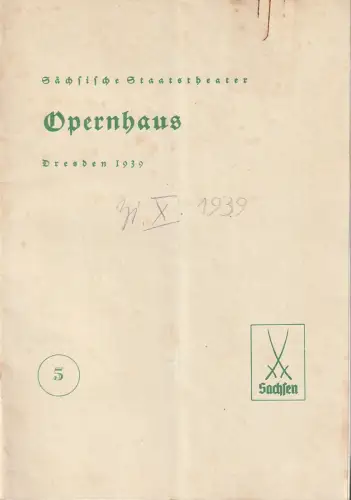 Sächsische Staatstheater
Opernhaus
Dresden 1939
X. 1939
5
Sachsen